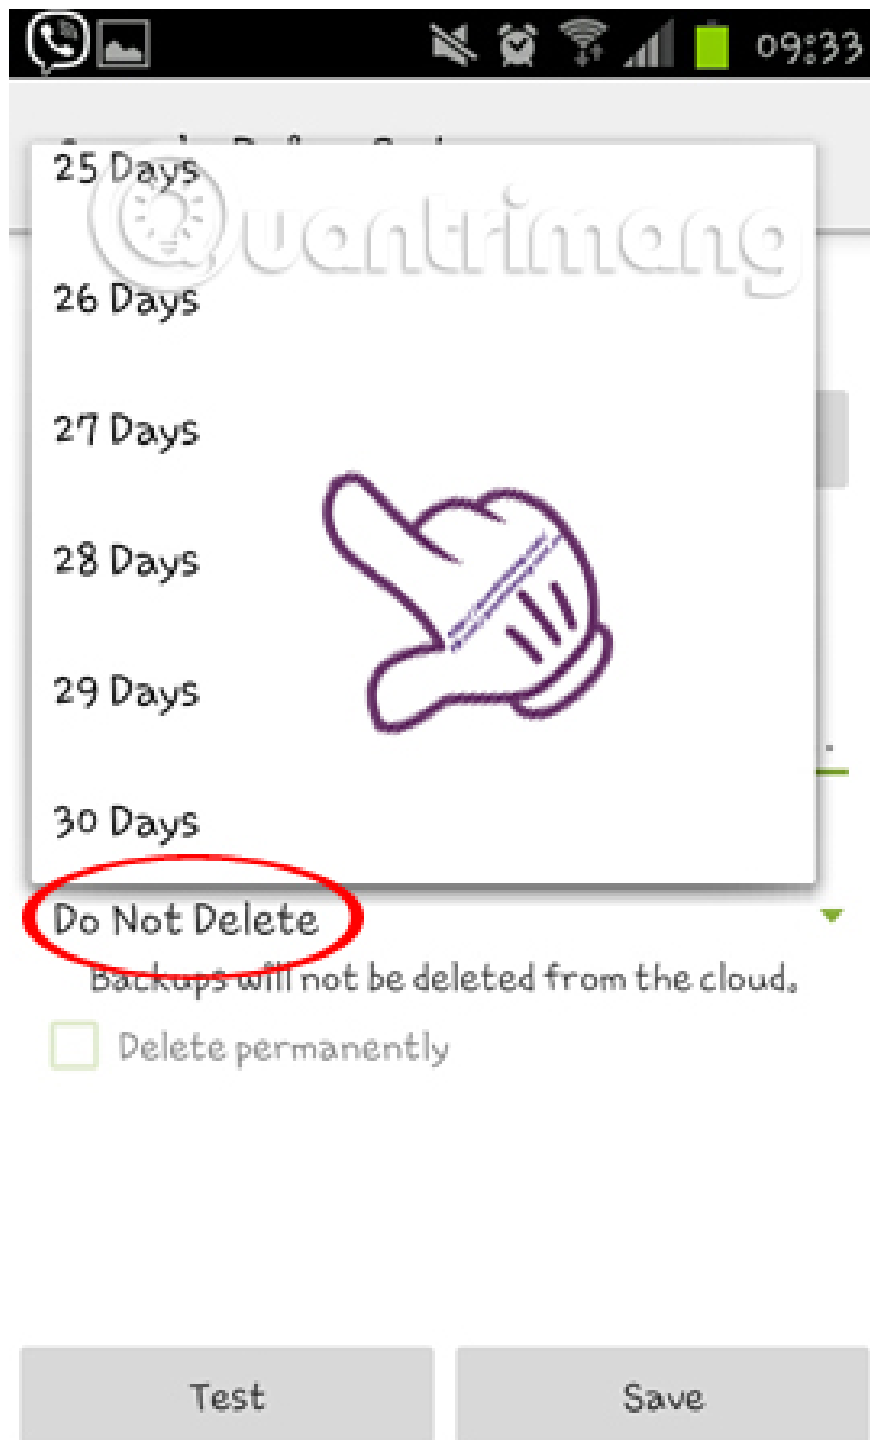 09:33
25 Days
Quantrimang
26 Days
27 Days
28 Days
29 Days
30 Days
Do Not Delete
Backups will not be deleted from the cloud.
Delete permanently
Test
Save